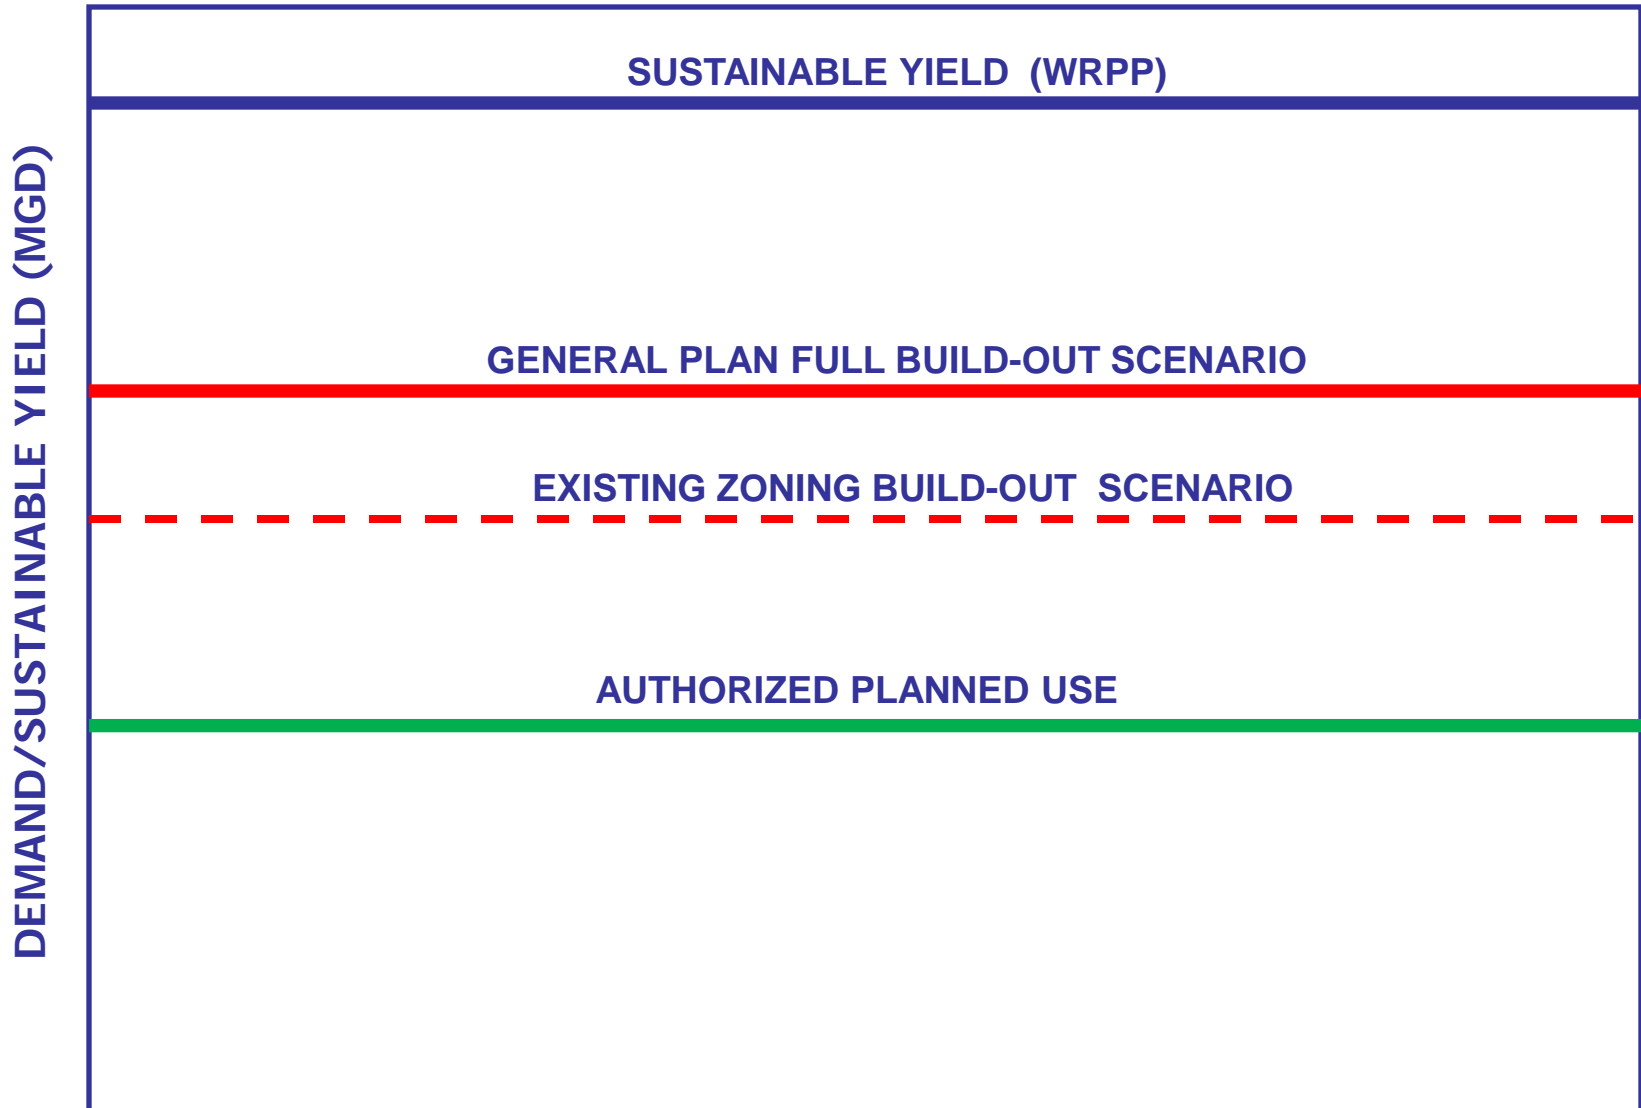 DEMAND/SUSTAINABLE YIELD (MGD)
SUSTAINABLE YIELD (WRPP)
GENERAL PLAN FULL BUILD-OUT SCENARIO
EXISTING ZONING BUILD-OUT SCENARIO
AUTHORIZED PLANNED USE